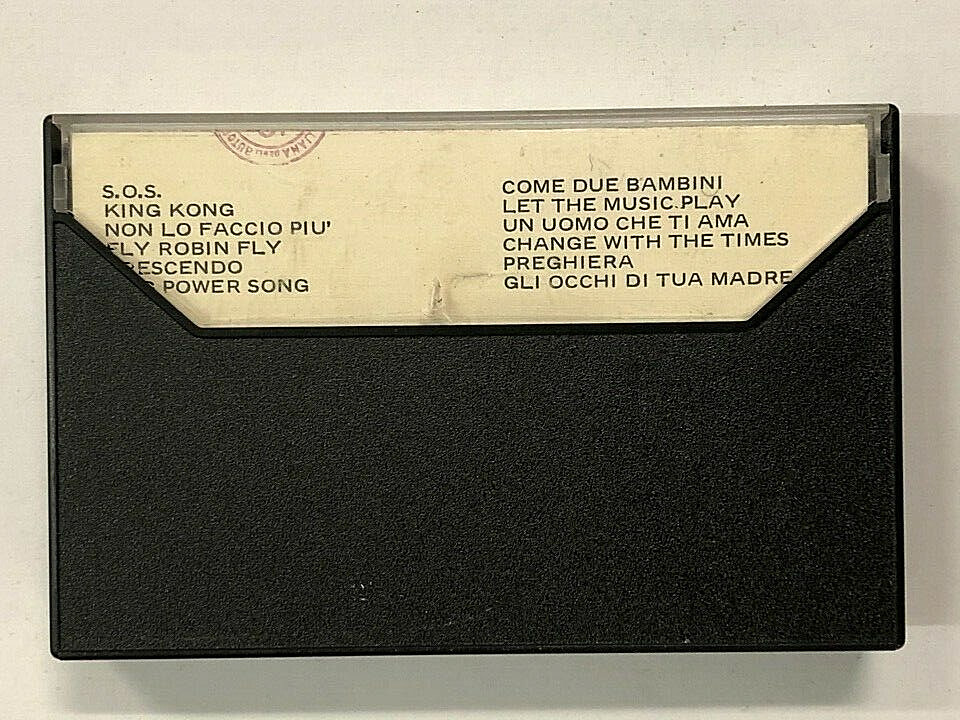 S.O.S.
KING KONG
NON LO FACCIO PIU'
FLY ROBIN FLY
CRESCENDO
POWER SONG
COME DUE BAMBINI
LET THE MUSIC PLAY
UN UOMO CHE TI AMA
CHANGE WITH THE TIMES
PREGHIERA
GLI OCCHI DI TUA MADRE